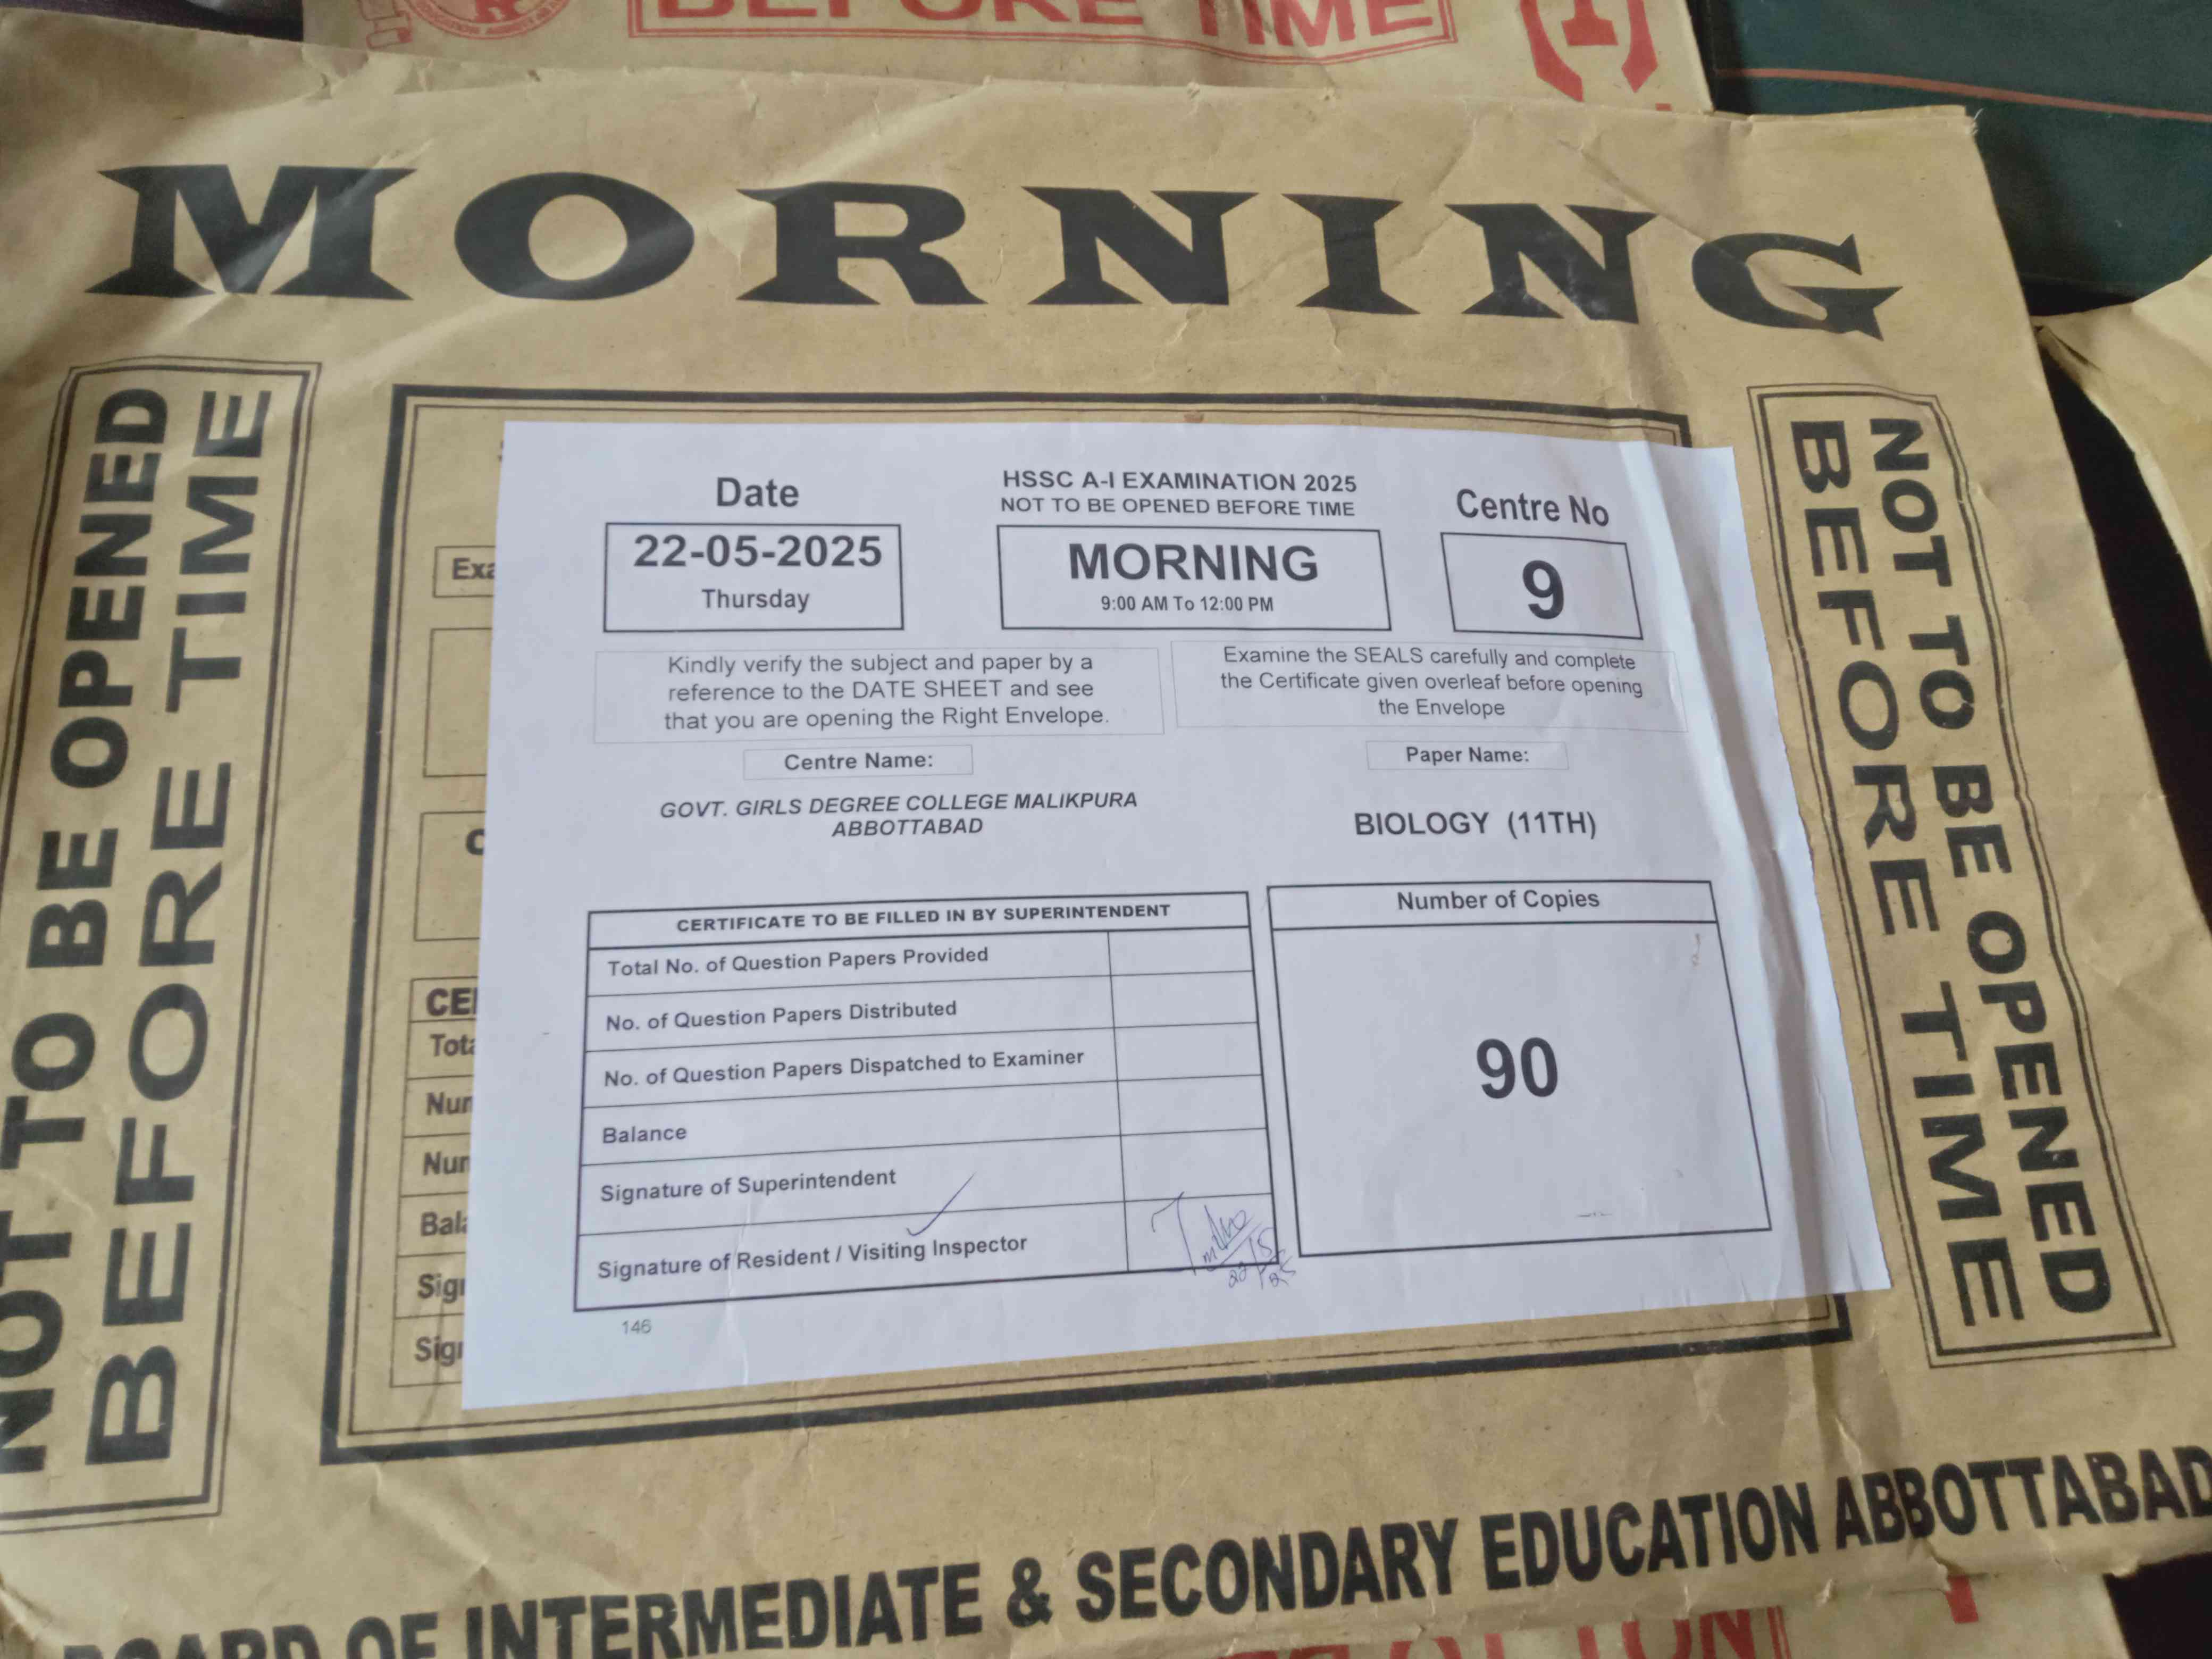 BEFORE TIME
MORNING
NOT TO BE OPENED
BEFORE TIME
Date
22-05-2025
Thursday
HSSC A-I EXAMINATION 2025
NOT TO BE OPENED BEFORE TIME
MORNING
9:00 AM To 12:00 PM
Centre No
9
Kindly verify the subject and paper by a
reference to the DATE SHEET and see
that you are opening the Right Envelope.
Examine the SEALS carefully and complete
the Certificate given overleaf before opening
the Envelope
Centre Name:
GOVT. GIRLS DEGREE COLLEGE MALIKPURA
ABBOTTABAD
Paper Name:
BIOLOGY (11TH)
CERTIFICATE TO BE FILLED IN BY SUPERINTENDENT
Total No. of Question Papers Provided
No. of Question Papers Distributed
No. of Question Papers Dispatched to Examiner
Balance
Signature of Superintendent
Signature of Resident / Visiting Inspector
22/5/25
Number of Copies
90
146
NOT TO BE OPENED
BEFORE TIME
BOARD OF INTERMEDIATE & SECONDARY EDUCATION ABBOTTABAD